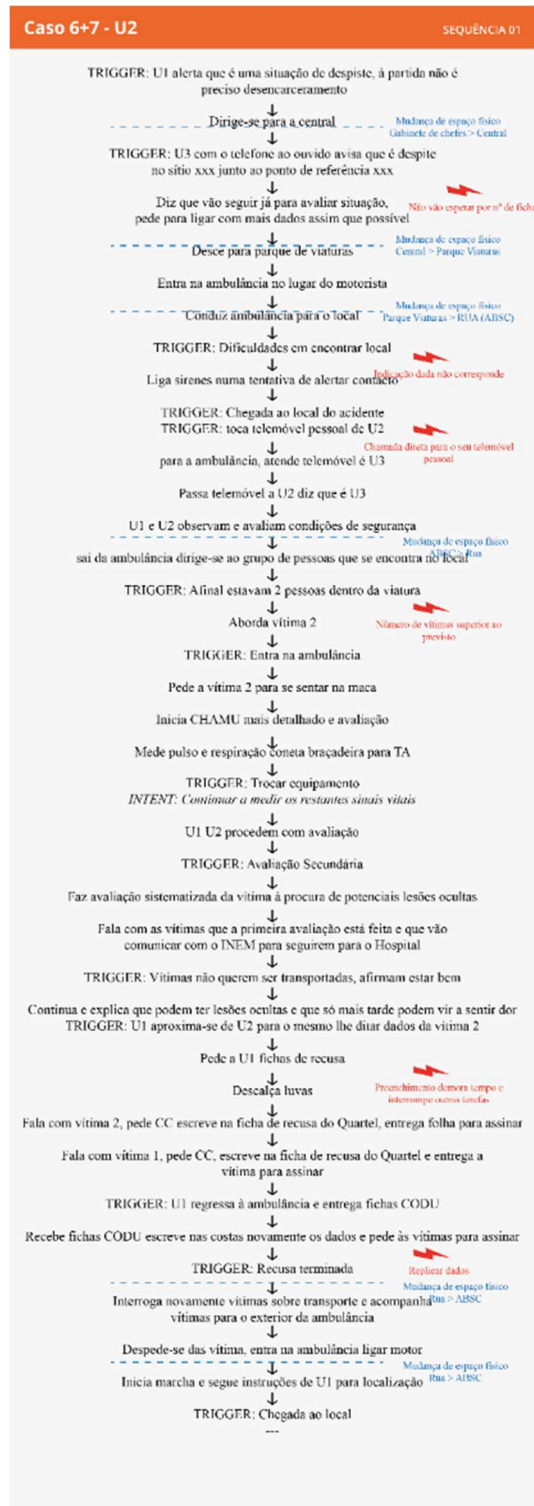 Caso 6+7 - U2
SEQUÊNCIA 01
TRIGGER: U1 alerta que é uma situação de despiste, à partida não é
preciso desencarceramento
Dirige-se para a central
Mudança de espaço físico
Gabinete de chefes > Central
TRIGGER: U3 com o telefone ao ouvido avisa que é despite
no sítio xxx junto ao ponto de referência xxx
Diz que vão seguir já para avaliar situação,
pede para ligar com mais dados assim que possível
Não vão esperar por nº de ficha
Desce para parque de viaturas
Mudança de espaço físico
Central > Parque Viaturas
Entra na ambulância no lugar do motorista
Conduz ambulância para o local
Mudança de espaço físico
Parque Viaturas > RUA (ABSC)
TRIGGER: Dificuldades em encontrar local
Liga sirenes numa tentativa de alertar contacto
Indicação dada não corresponde
TRIGGER: Chegada ao local do acidente
TRIGGER: toca telemóvel pessoal de U2
Chamada direta para o seu telemóvel
pessoal
para a ambulância, atende telemóvel é U3
Passa telemóvel a U2 diz que é U3
U1 e U2 observam e avaliam condições de segurança
Mudança de espaço físico
ABSC > Rua
sai da ambulância dirige-se ao grupo de pessoas que se encontra no local
TRIGGER: Afinal estavam 2 pessoas dentro da viatura
Aborda vítima 2
Número de vítimas superior ao
previsto
TRIGGER: Entra na ambulância
Pede a vítima 2 para se sentar na maca
Inicia CHAMU mais detalhado e avaliação
Mede pulso e respiração coneta braçadeira para TA
TRIGGER: Trocar equipamento
INTENT: Continuar a medir os restantes sinais vitais
U1 U2 procedem com avaliação
TRIGGER: Avaliação Secundária
Faz avaliação sistematizada da vítima à procura de potenciais lesões ocultas
Fala com as vítimas que a primeira avaliação está feita e que vão
comunicar com o INEM para seguirem para o Hospital
TRIGGER: Vítimas não querem ser transportadas, afirmam estar bem
Continua e explica que podem ter lesões ocultas e que só mais tarde podem vir a sentir dor
TRIGGER: U1 aproxima-se de U2 para o mesmo lhe ditar dados da vítima 2
Pede a U1 fichas de recusa
Descalça luvas
Preenchimento demora tempo e
interrompe outras tarefas
Fala com vítima 2, pede CC escreve na ficha de recusa do Quartel, entrega folha para assinar
Fala com vítima 1, pede CC, escreve na ficha de recusa do Quartel e entrega a
vítima para assinar
TRIGGER: U1 regressa à ambulância e entrega fichas CODU
Recebe fichas CODU escreve nas costas novamente os dados e pede às vítimas para assinar
TRIGGER: Recusa terminada
Replicar dados
Mudança de espaço físico
Rua > ABSC
Interroga novamente vítimas sobre transporte e acompanha
vítimas para o exterior da ambulância
Despede-se das vítima, entra na ambulância ligar motor
Mudança de espaço físico
Rua > ABSC
Inicia marcha e segue instruções de U1 para localização
TRIGGER: Chegada ao local
---